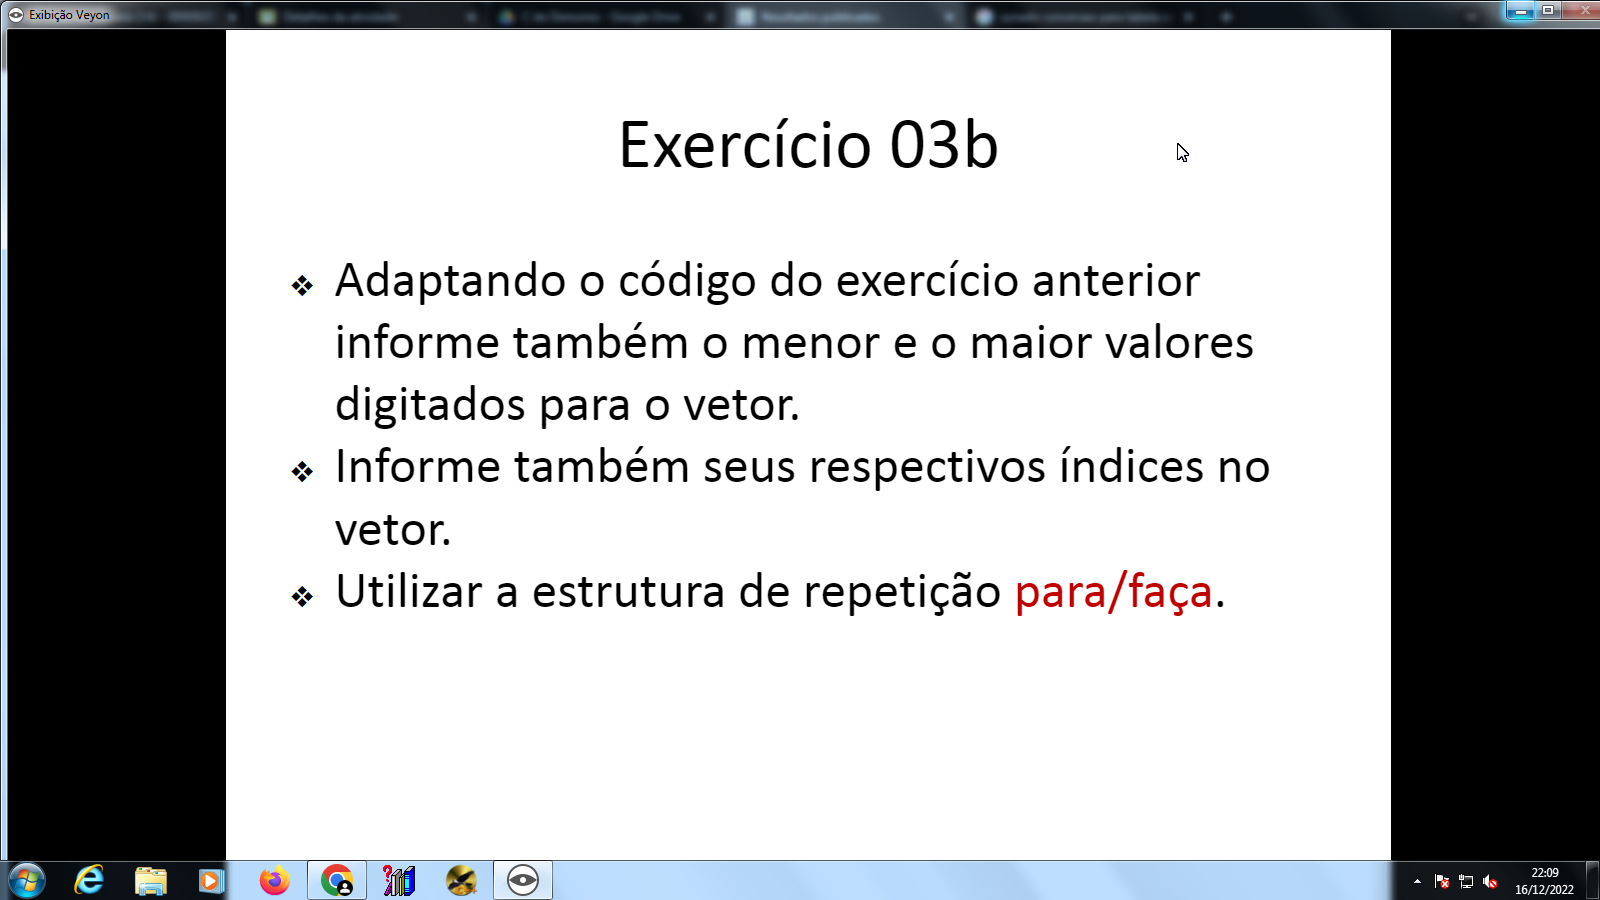 Exibição Veyon
Exercício 03b
❖ Adaptando o código do exercício anterior
informe também o menor e o maior valores
digitados para o vetor.
❖ Informe também seus respectivos índices no
vetor.
❖ Utilizar a estrutura de repetição para/faça.
22:09
16/12/2022